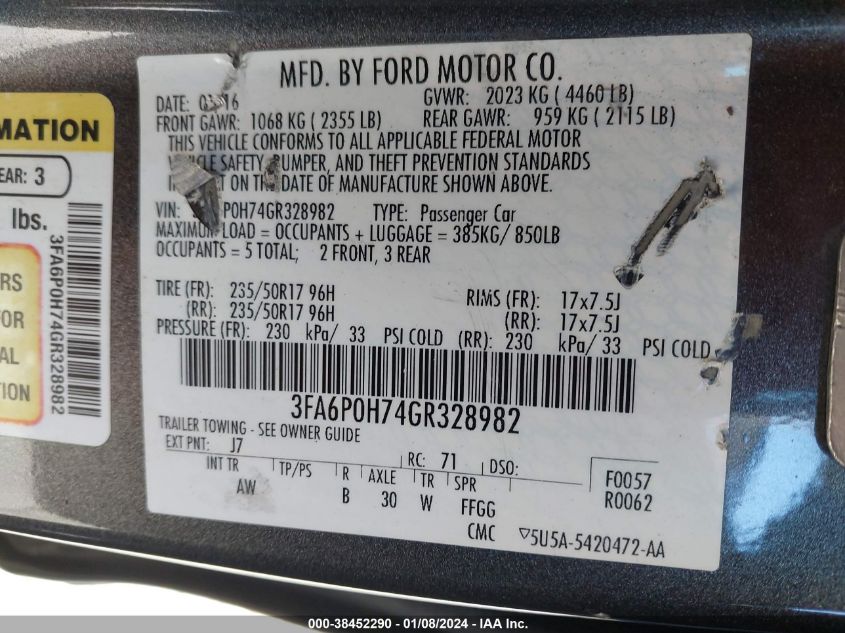 MATION
EAR: 3
lbs.
RS
FOR
AL
TION
3FA6P0H74GR328982
MFD. BY FORD MOTOR CO.
DATE: 16
GVWR: 2023 KG ( 4460 LB)
FRONT GAWR: 1068 KG ( 2355 LB)
REAR GAWR: 959 KG ( 2115 LB)
THIS VEHICLE CONFORMS TO ALL APPLICABLE FEDERAL MOTOR
VEHICLE SAFETY, BUMPER, AND THEFT PREVENTION STANDARDS
IN EFFECT ON THE DATE OF MANUFACTURE SHOWN ABOVE.
VIN: P0H74GR328982 TYPE: Passenger Car
MAXIMUM LOAD = OCCUPANTS + LUGGAGE = 385KG/ 850LB
OCCUPANTS = 5 TOTAL; 2 FRONT, 3 REAR
TIRE (FR): 235/50R17 96H RIMS (FR): 17x7.5J
(RR): 235/50R17 96H (RR): 17x7.5J
PRESSURE (FR): 230 kPa/ 33 PSI COLD (RR): 230 kPa/ 33 PSI COLD
3FA6P0H74GR328982
TRAILER TOWING - SEE OWNER GUIDE
EXT PNT: J7 RC: 71 DSO:
INT TR TP/PS R AXLE TR SPR F0057
AW B 30 W FFGG R0062
CMC ▽5U5A-5420472-AA
000-38452290 - 01/08/2024 - IAA Inc.